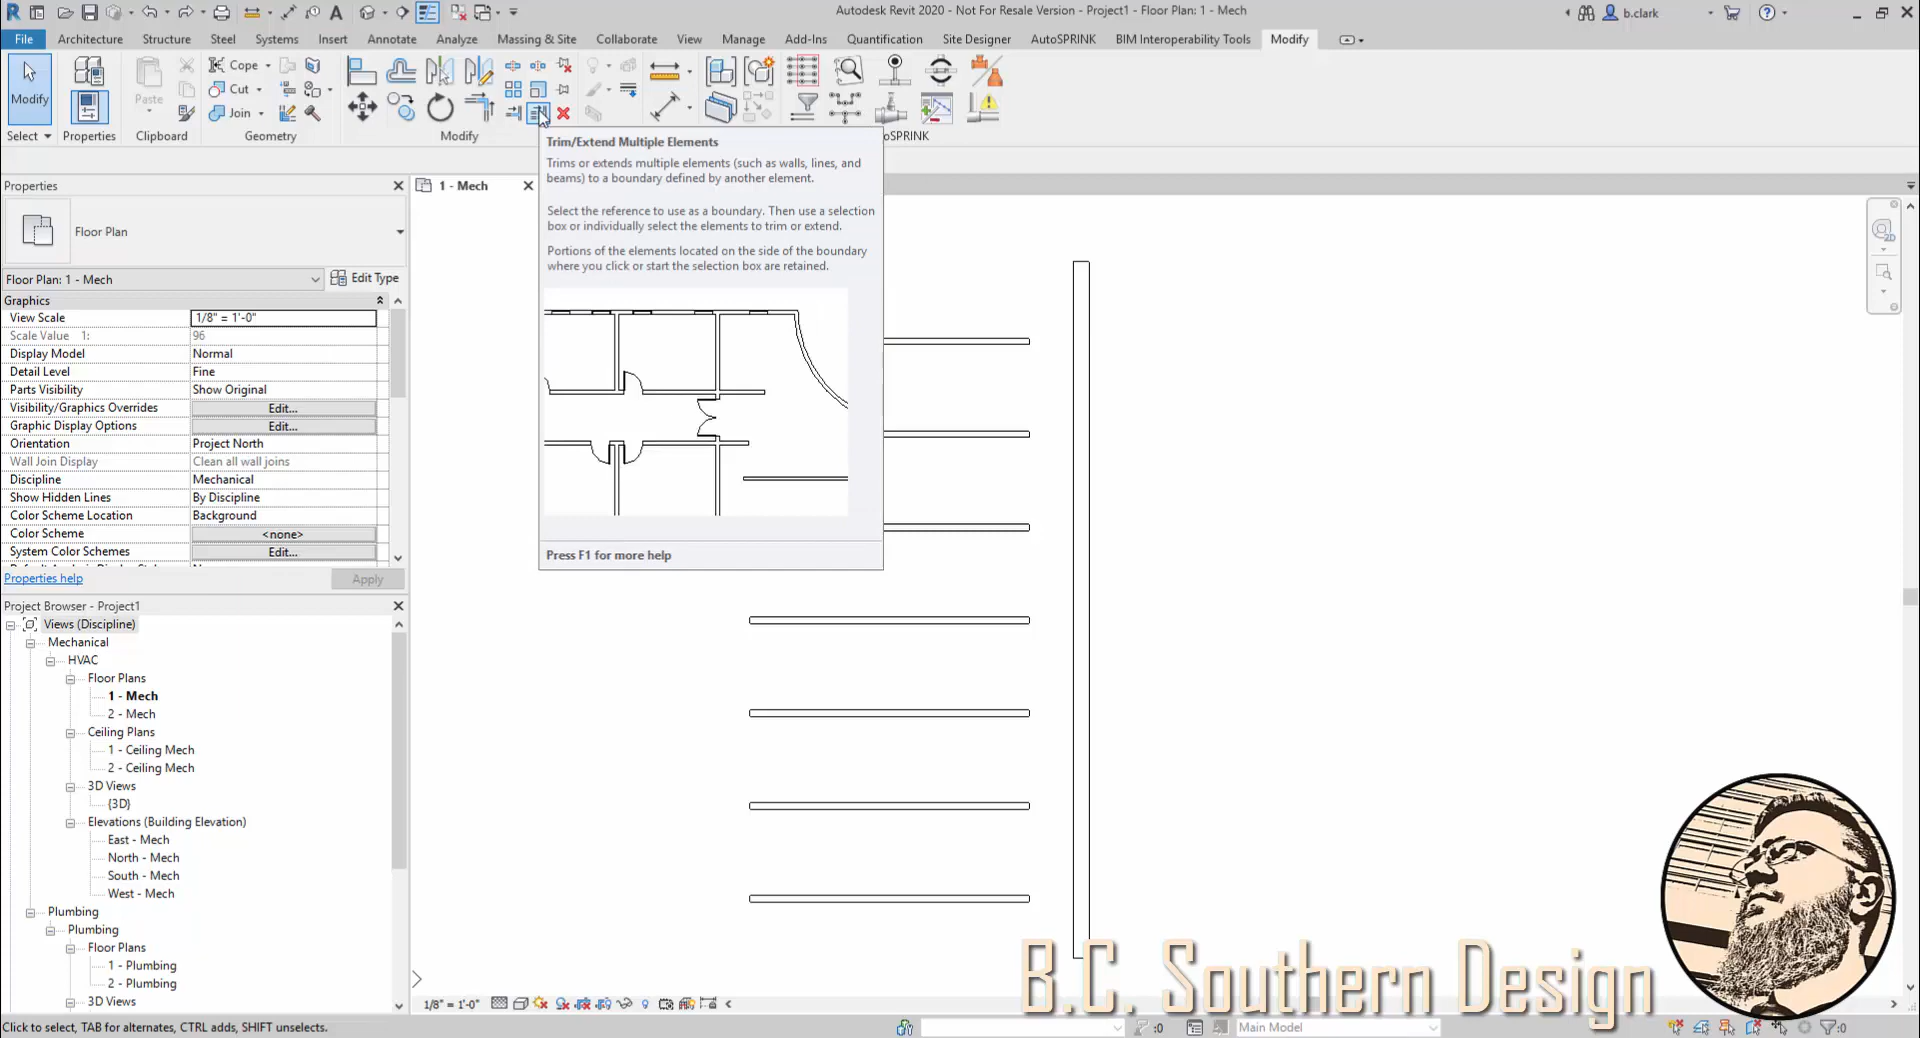 Autodesk Revit 2020 - Not For Resale Version - Project1 - Floor Plan: 1 - Mech
b.clark
File Architecture Structure Steel Systems Insert Annotate Analyze Massing & Site Collaborate View Manage Add-Ins Quantification Site Designer AutoSPRINK BIM Interoperability Tools Modify
Cope
Modify
Paste
Cut
Join
Select Properties Clipboard Geometry Modify oSPRINK
Trim/Extend Multiple Elements
Trims or extends multiple elements (such as walls, lines, and
beams) to a boundary defined by another element.
Select the reference to use as a boundary. Then use a selection
box or individually select the elements to trim or extend.
Portions of the elements located on the side of the boundary
where you click or start the selection box are retained.
Press F1 for more help
Properties
1 - Mech
Floor Plan
Floor Plan: 1 - Mech Edit Type
Graphics
View Scale 1/8" = 1'-0"
Scale Value 1: 96
Display Model Normal
Detail Level Fine
Parts Visibility Show Original
Visibility/Graphics Overrides Edit...
Graphic Display Options Edit...
Orientation Project North
Wall Join Display Clean all wall joins
Discipline Mechanical
Show Hidden Lines By Discipline
Color Scheme Location Background
Color Scheme <none>
System Color Schemes Edit...
Properties help Apply
Project Browser - Project1
Views (Discipline)
Mechanical
HVAC
Floor Plans
1 - Mech
2 - Mech
Ceiling Plans
1 - Ceiling Mech
2 - Ceiling Mech
3D Views
{3D}
Elevations (Building Elevation)
East - Mech
North - Mech
South - Mech
West - Mech
Plumbing
Plumbing
Floor Plans
1 - Plumbing
2 - Plumbing
3D Views
1/8" = 1'-0"
B.C. Southern Design
Click to select, TAB for alternates, CTRL adds, SHIFT unselects.
:0
Main Model
:0